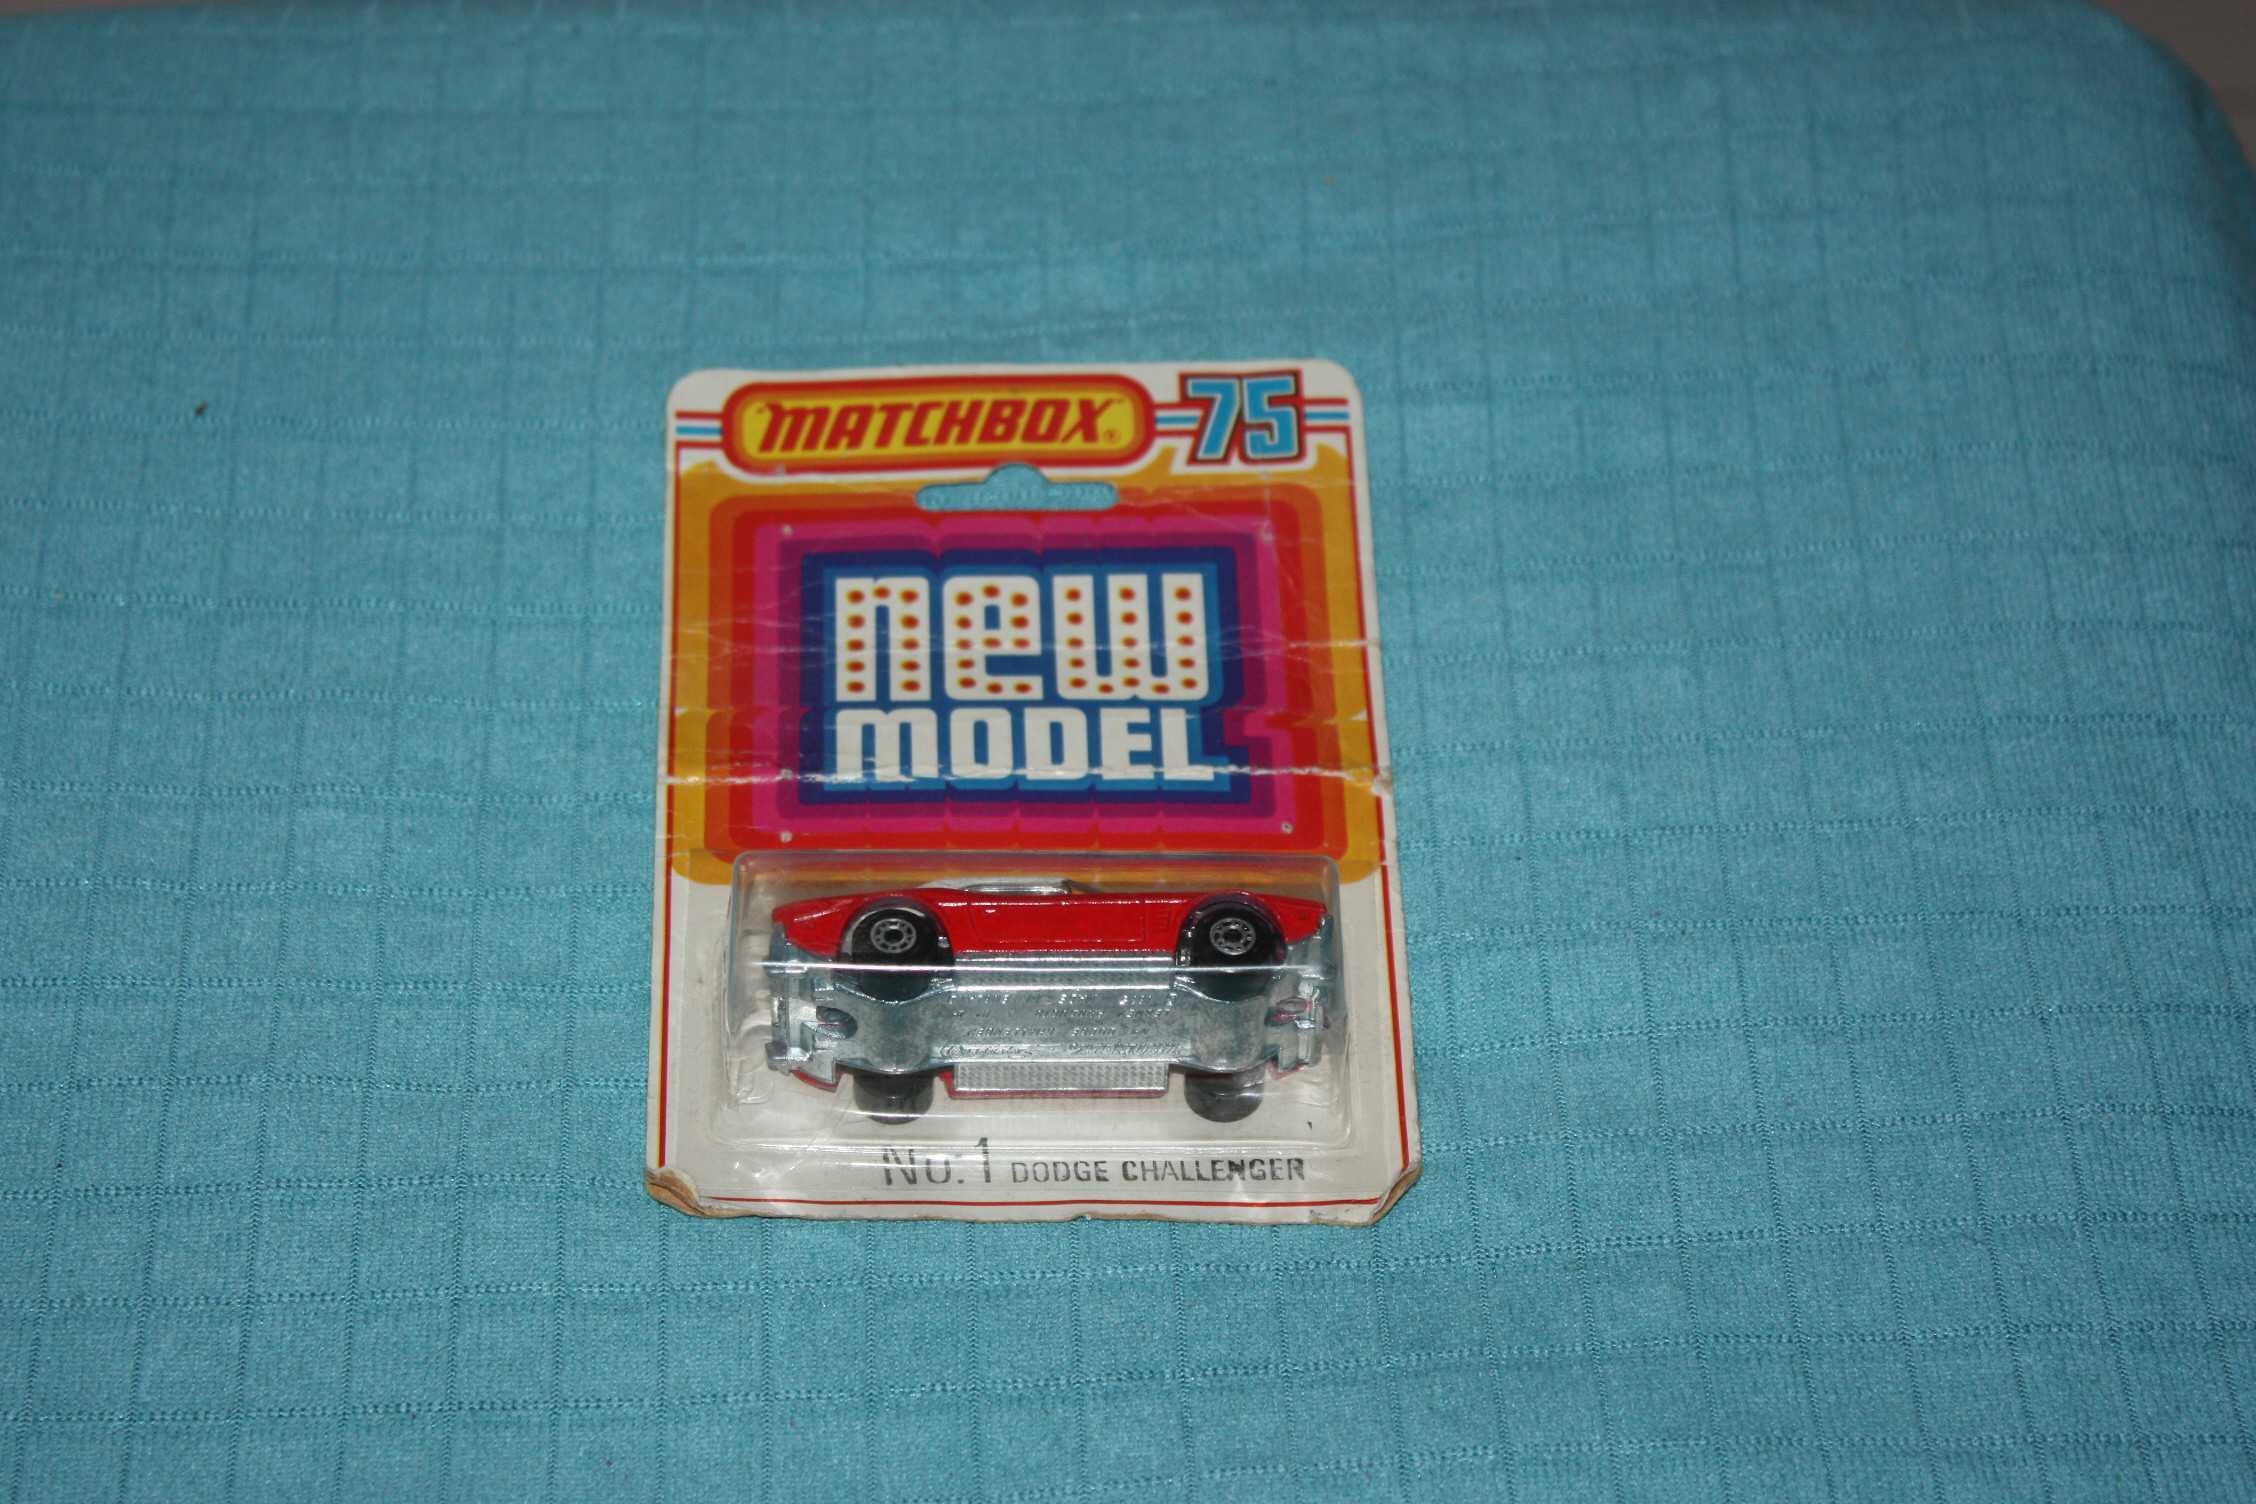 "MATCHBOX"® 75
new
MODEL
No.1 DODGE CHALLENGER